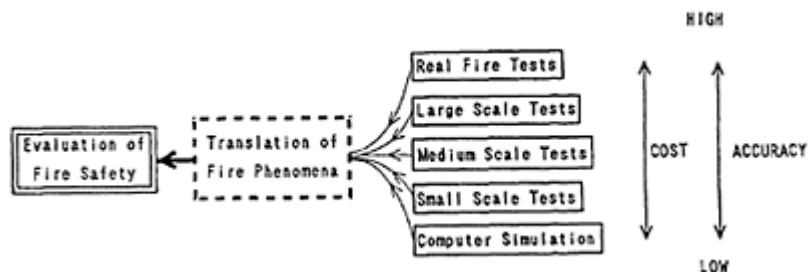 HIGH
Real Fire Tests
Large Scale Tests
Evaluation of
Fire Safety
Translation of
Fire Phenomena
Medium Scale Tests
COST
ACCURACY
Small Scale Tests
Computer Simulation
LOW